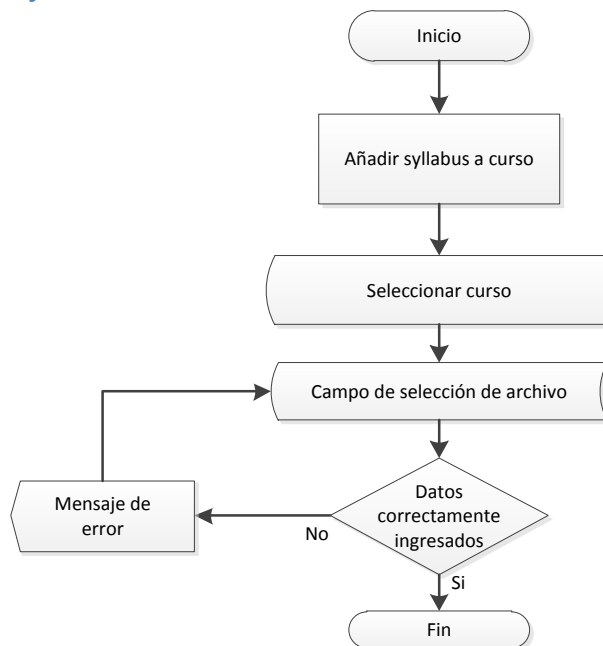 Inicio
Añadir syllabus a curso
Seleccionar curso
Campo de selección de archivo
Datos
correctamente
ingresados
Mensaje de
error
No
Si
Fin